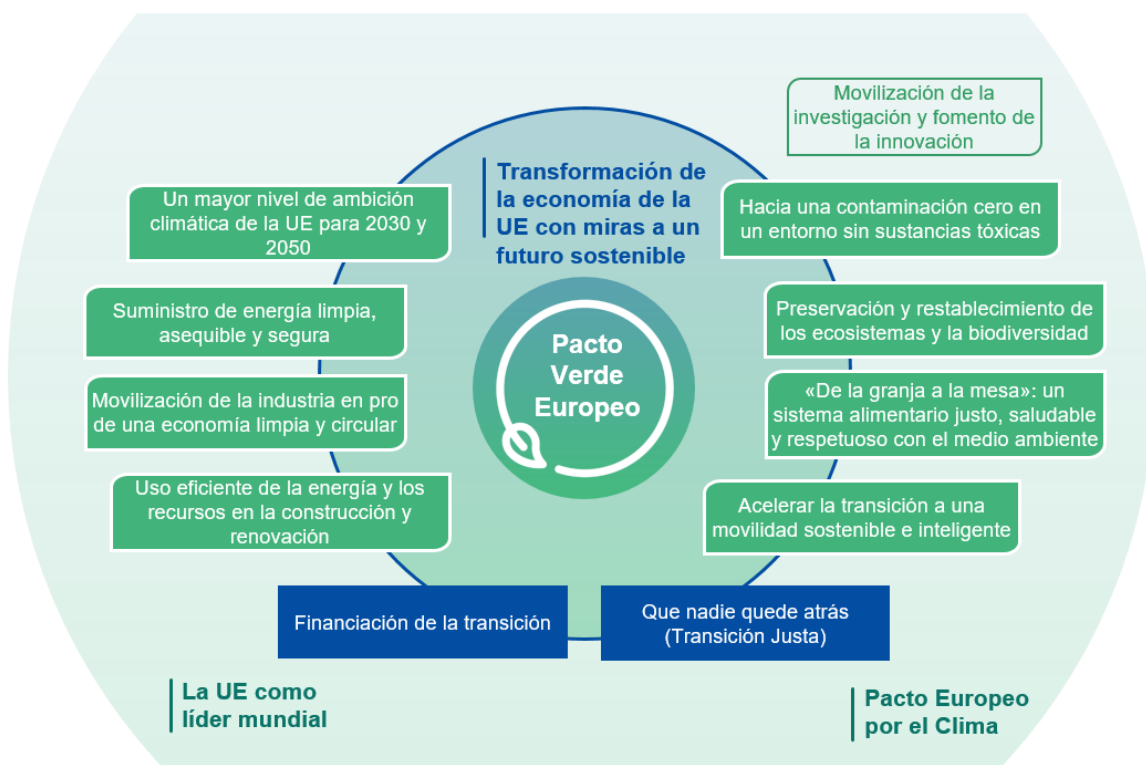 Movilización de la
investigación y fomento de
la innovación
Transformación de
la economía de la
UE con miras a un
futuro sostenible
Un mayor nivel de ambición
climática de la UE para 2030 y
2050
Hacia una contaminación cero en
un entorno sin sustancias tóxicas
Suministro de energía limpia,
asequible y segura
Preservación y restablecimiento de
los ecosistemas y la biodiversidad
Pacto
Verde
Europeo
Movilización de la industria en pro
de una economía limpia y circular
«De la granja a la mesa»: un
sistema alimentario justo, saludable
y respetuoso con el medio ambiente
Uso eficiente de la energía y los
recursos en la construcción y
renovación
Acelerar la transición a una
movilidad sostenible e inteligente
Financiación de la transición
Que nadie quede atrás
(Transición Justa)
La UE como
líder mundial
Pacto Europeo
por el Clima